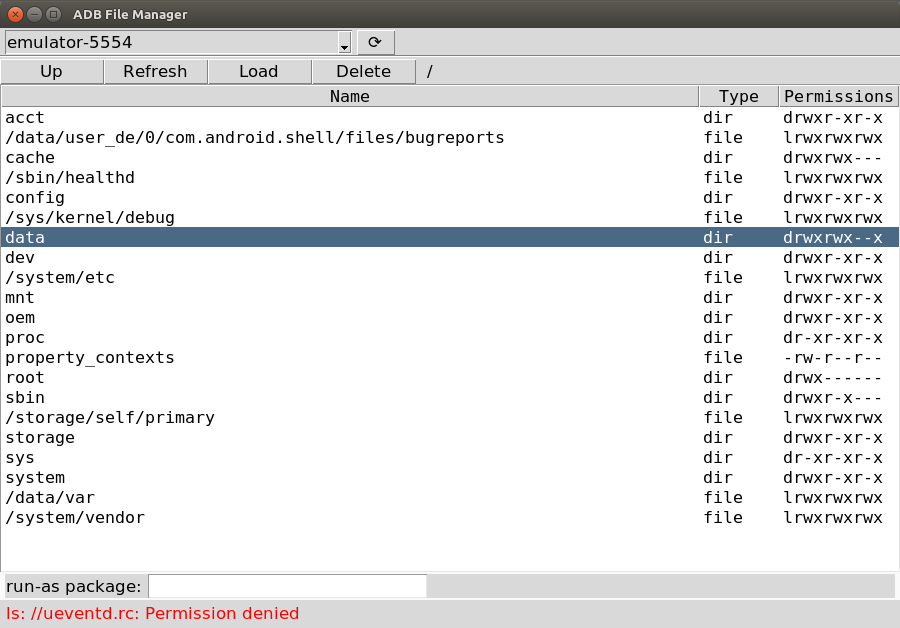 ADB File Manager
emulator-5554
Up Refresh Load Delete /
Name Type Permissions
acct dir drwxr-xr-x
/data/user_de/0/com.android.shell/files/bugreports file lrwxrwxrwx
cache dir drwxrwx---
/sbin/healthd file lrwxrwxrwx
config dir drwxr-xr-x
/sys/kernel/debug file lrwxrwxrwx
data dir drwxrwx--x
dev dir drwxr-xr-x
/system/etc file lrwxrwxrwx
mnt dir drwxr-xr-x
oem dir drwxr-xr-x
proc dir dr-xr-xr-x
property_contexts file -rw-r--r--
root dir drwx------
sbin dir drwxr-x---
/storage/self/primary file lrwxrwxrwx
storage dir drwxr-xr-x
sys dir dr-xr-xr-x
system dir drwxr-xr-x
/data/var file lrwxrwxrwx
/system/vendor file lrwxrwxrwx
run-as package:
ls: //ueventd.rc: Permission denied